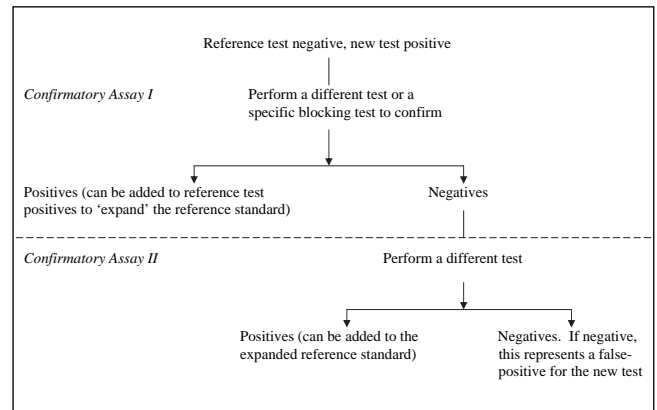 Reference test negative, new test positive
Confirmatory Assay I
Perform a different test or a
specific blocking test to confirm
Positives (can be added to reference test
positives to ‘expand’ the reference standard)
Negatives
Confirmatory Assay II
Perform a different test
Positives (can be added to the
expanded reference standard)
Negatives. If negative,
this represents a false-
positive for the new test